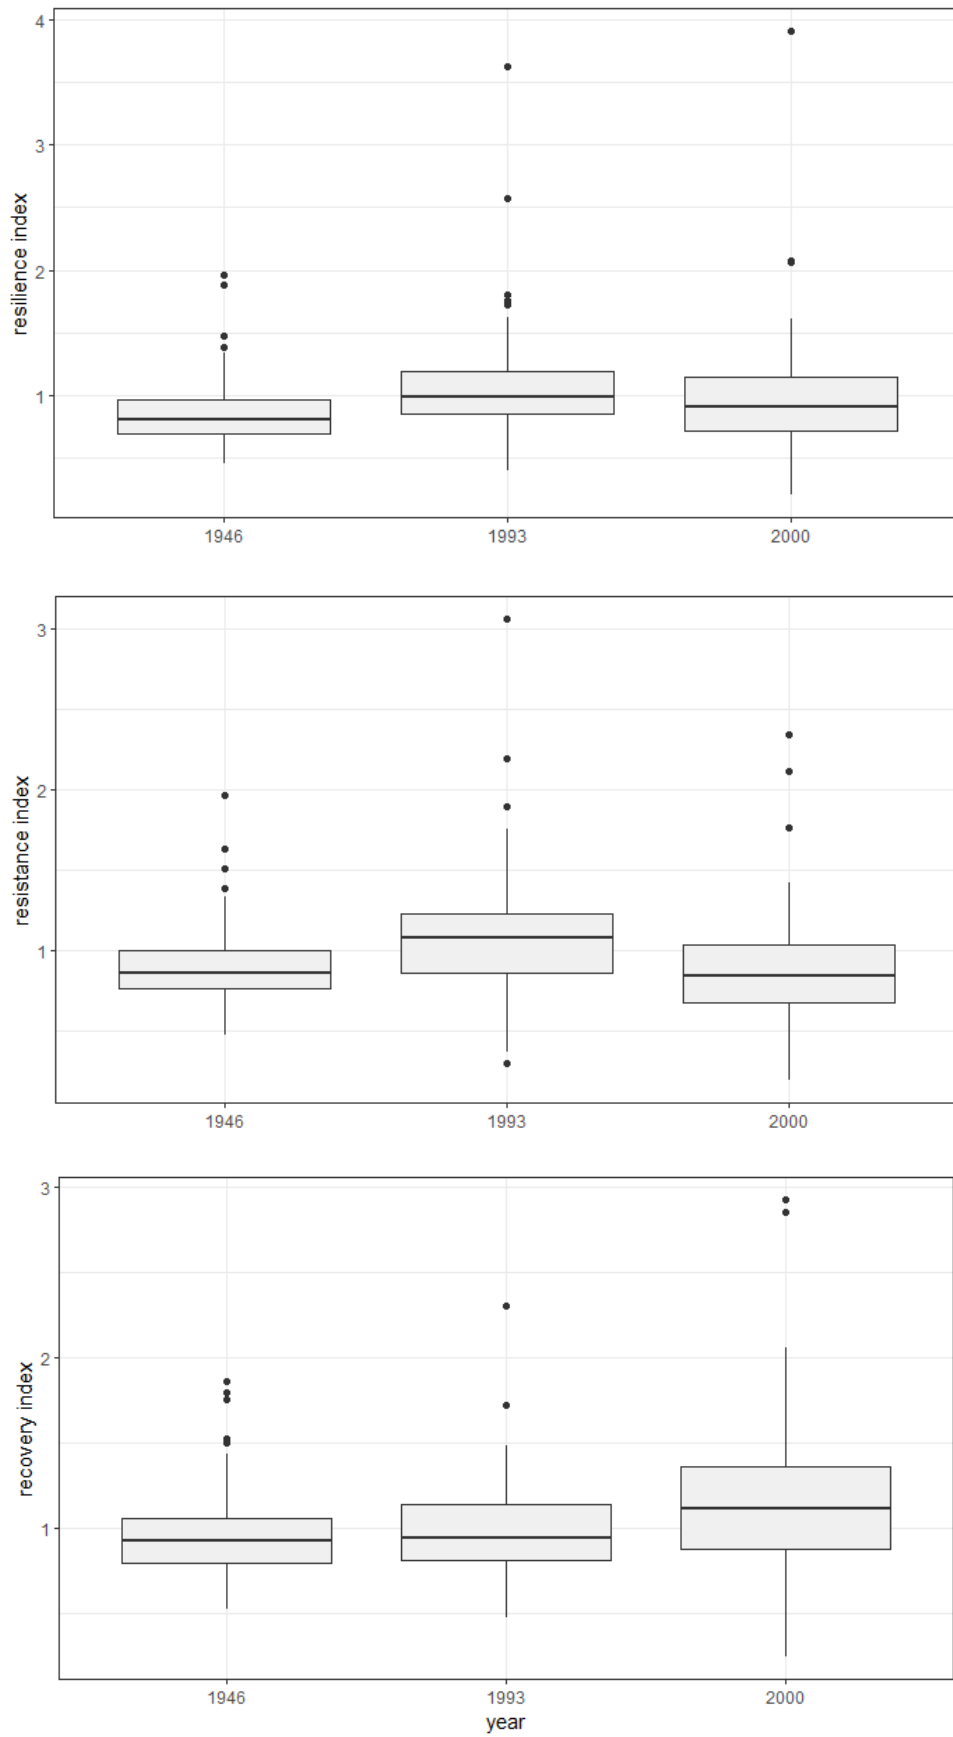 4
3
2
1
resilience index
1946 1993 2000
3
2
1
resistance index
1946 1993 2000
3
2
1
recovery index
1946 1993 2000
year